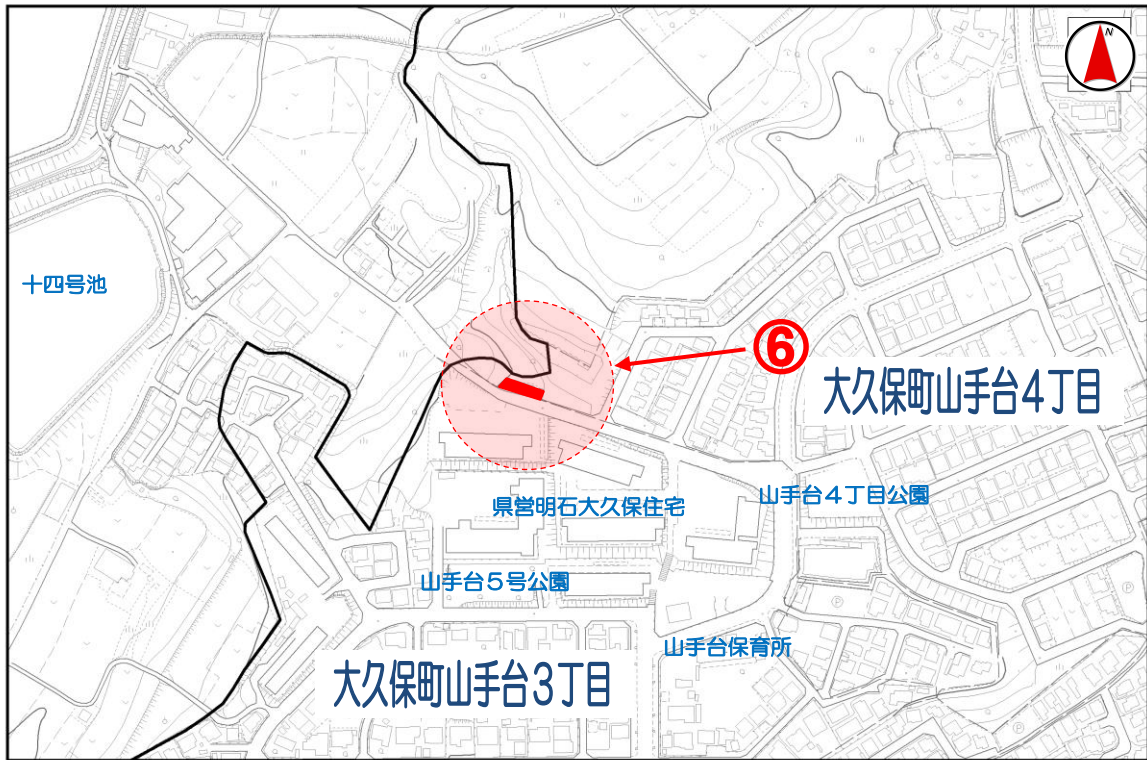 N
十四号池
⑥
大久保町山手台4丁目
県営明石大久保住宅
山手台4丁目公園
山手台5号公園
山手台保育所
大久保町山手台3丁目